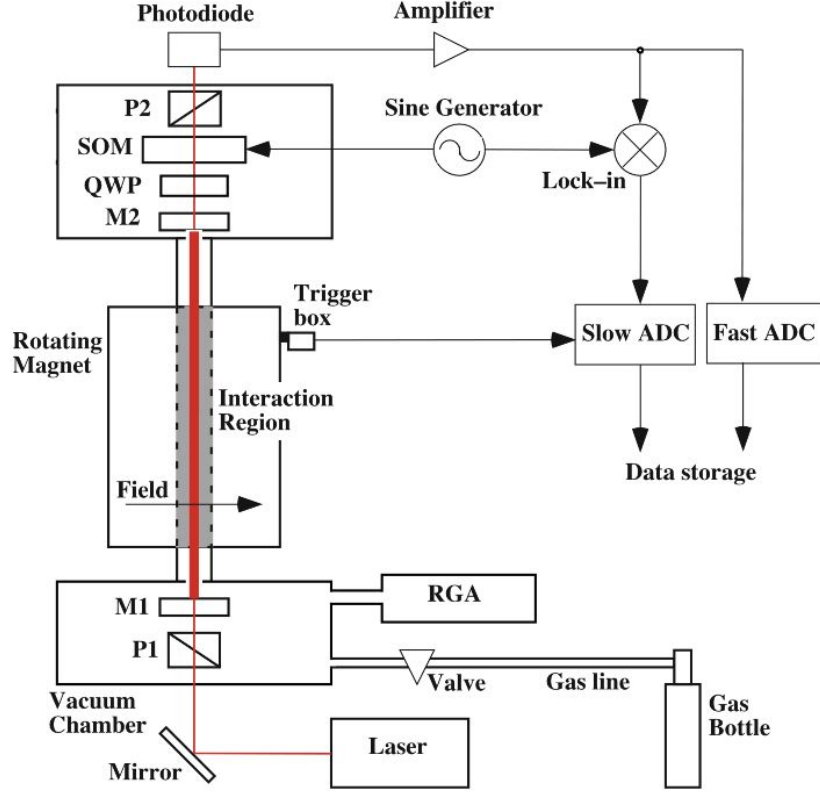 Photodiode
Amplifier
P2
Sine Generator
SOM
Lock–in
QWP
M2
Trigger
box
Rotating
Magnet
Slow ADC
Fast ADC
Interaction
Region
Data storage
Field
RGA
M1
P1
Valve
Gas line
Vacuum
Chamber
Gas
Bottle
Laser
Mirror